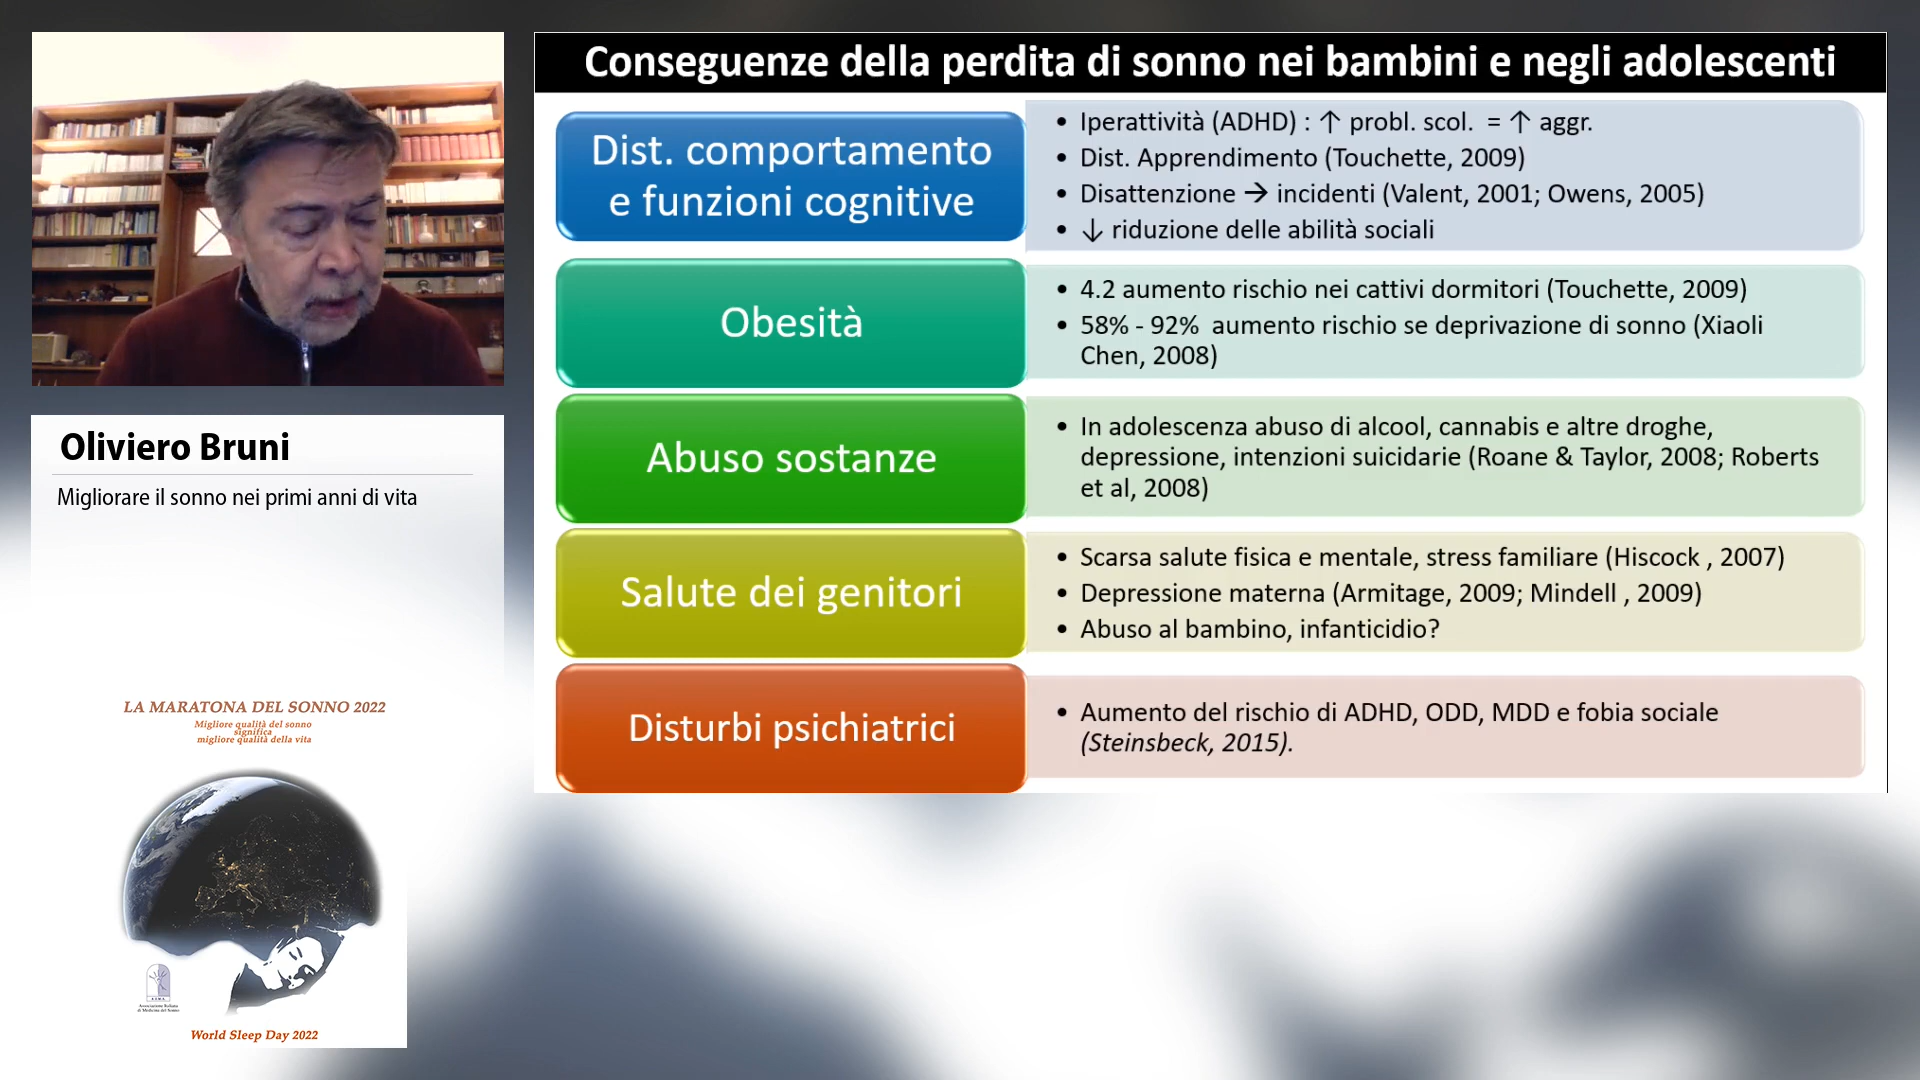 Conseguenze della perdita di sonno nei bambini e negli adolescenti
Dist. comportamento
e funzioni cognitive
• Iperattività (ADHD) : ↑ probl. scol. = ↑ aggr.
• Dist. Apprendimento (Touchette, 2009)
• Disattenzione → incidenti (Valent, 2001; Owens, 2005)
• ↓ riduzione delle abilità sociali
Obesità
• 4.2 aumento rischio nei cattivi dormitori (Touchette, 2009)
• 58% - 92% aumento rischio se deprivazione di sonno (Xiaoli
Chen, 2008)
Abuso sostanze
• In adolescenza abuso di alcool, cannabis e altre droghe,
depressione, intenzioni suicidarie (Roane & Taylor, 2008; Roberts
et al, 2008)
Salute dei genitori
• Scarsa salute fisica e mentale, stress familiare (Hiscock , 2007)
• Depressione materna (Armitage, 2009; Mindell , 2009)
• Abuso al bambino, infanticidio?
Disturbi psichiatrici
• Aumento del rischio di ADHD, ODD, MDD e fobia sociale
(Steinsbeck, 2015).
Oliviero Bruni
Migliorare il sonno nei primi anni di vita
LA MARATONA DEL SONNO 2022
Migliore qualità del sonno
significa
migliore qualità della vita
Associazione Italiana
di Medicina del Sonno
World Sleep Day 2022